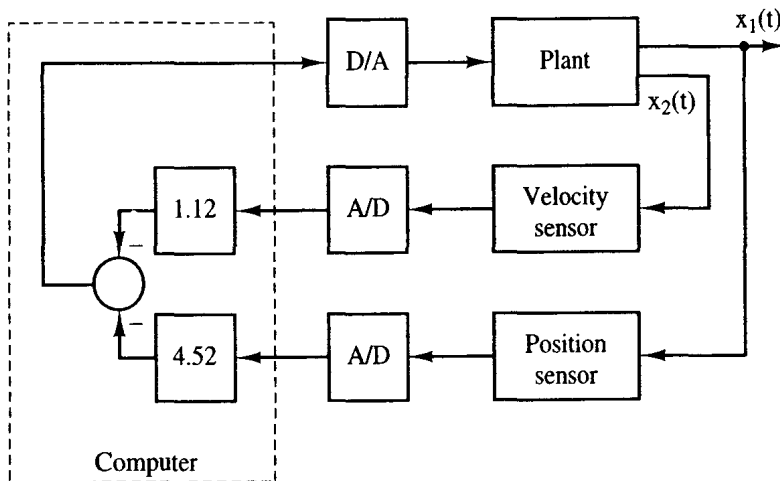 x₁(t)
D/A
Plant
x₂(t)
1.12
A/D
Velocity
sensor
−
−
4.52
A/D
Position
sensor
Computer